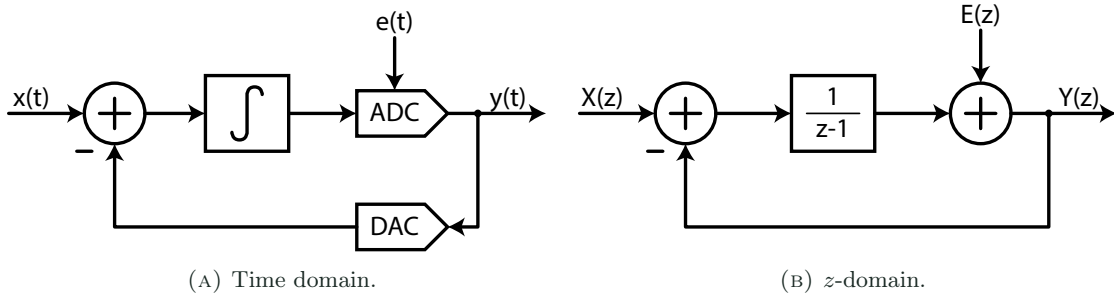 e(t)
x(t)
ADC
y(t)
DAC
−
(A) Time domain.
E(z)
X(z)
1
z-1
Y(z)
−
(B) z-domain.